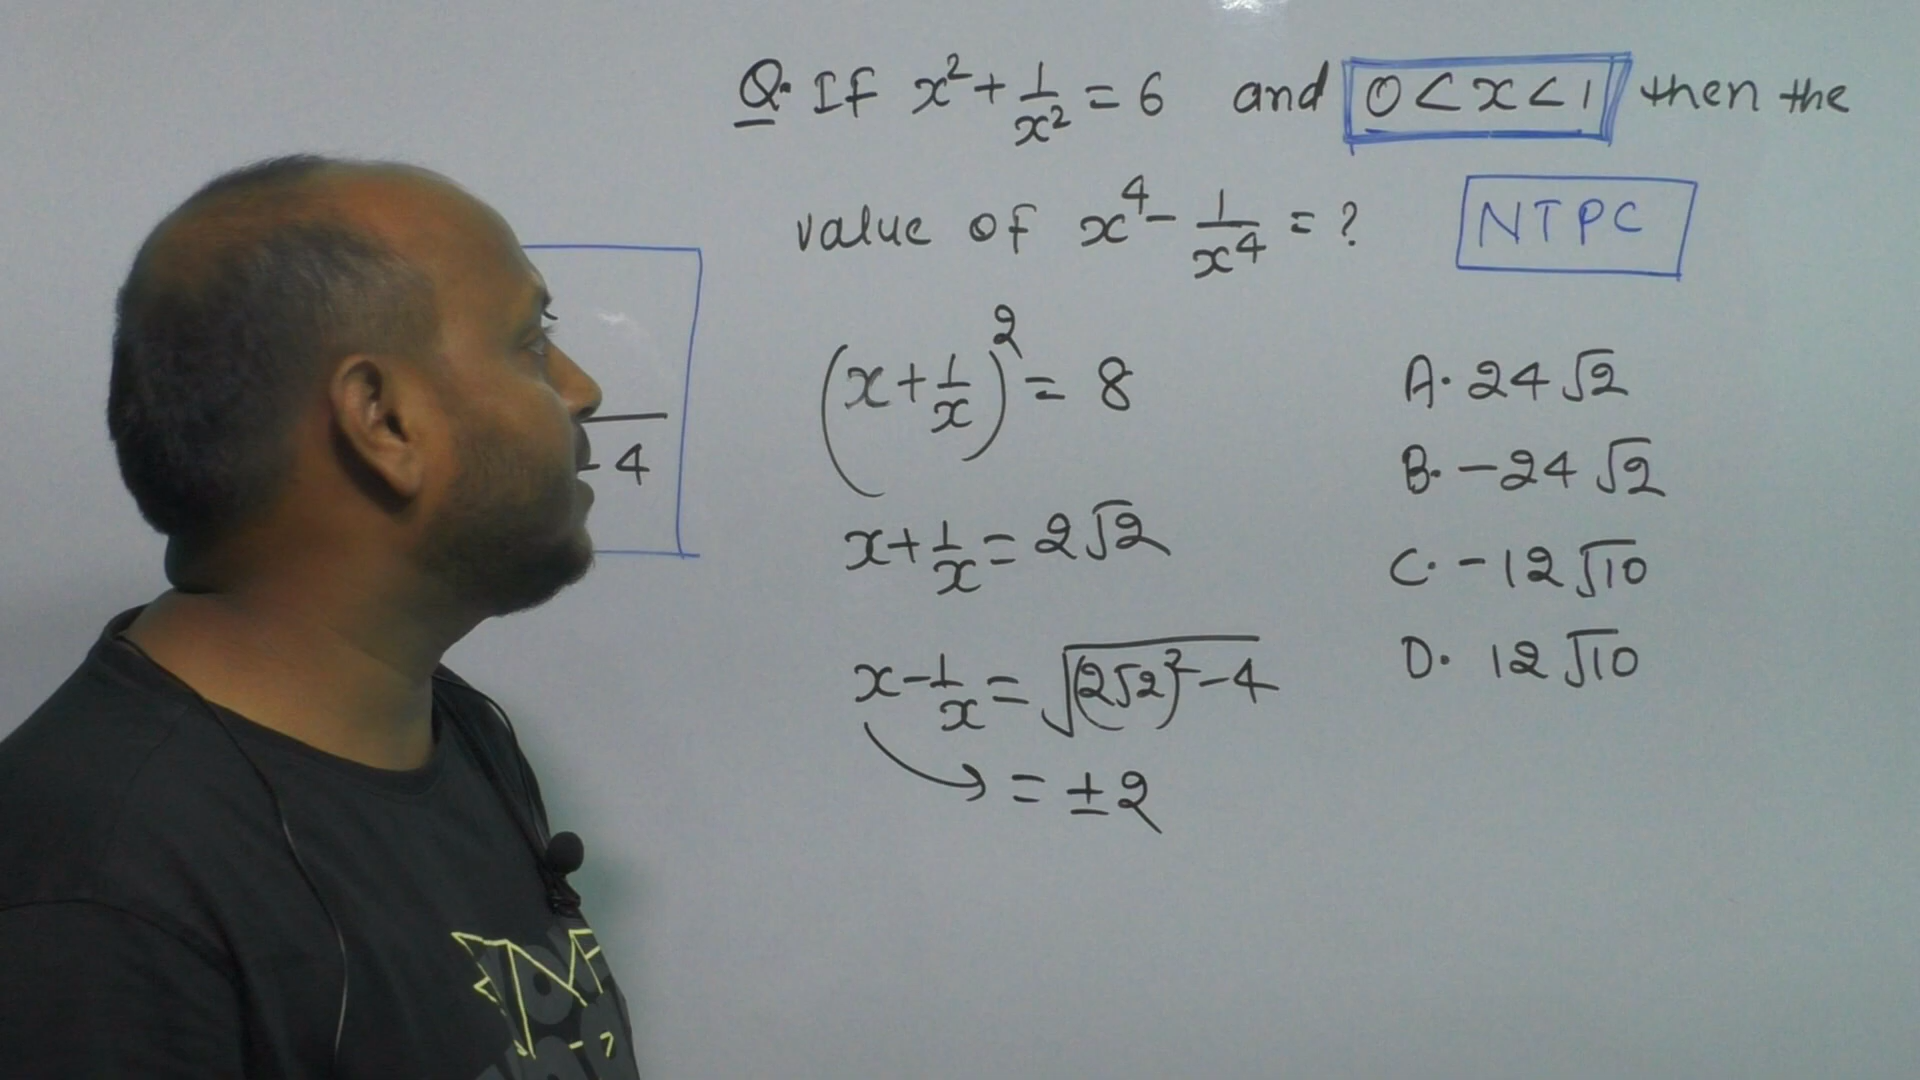 Q. If x² + 1/x² = 6 and 0 < x < 1 then the
value of x⁴ - 1/x⁴ = ?
NTPC
(x + 1/x)² = 8
x + 1/x = 2√2
x - 1/x = √(2√2)² - 4
= ±2
A. 24√2
B. -24√2
C. -12√10
D. 12√10
- 4